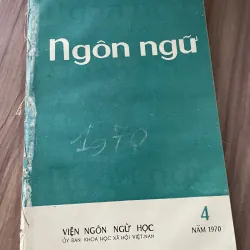 Ngôn ngữ
1970
VIỆN NGÔN NGỮ HỌC
ỦY BAN KHOA HỌC XÃ HỘI VIỆT NAM
4
NĂM 1970